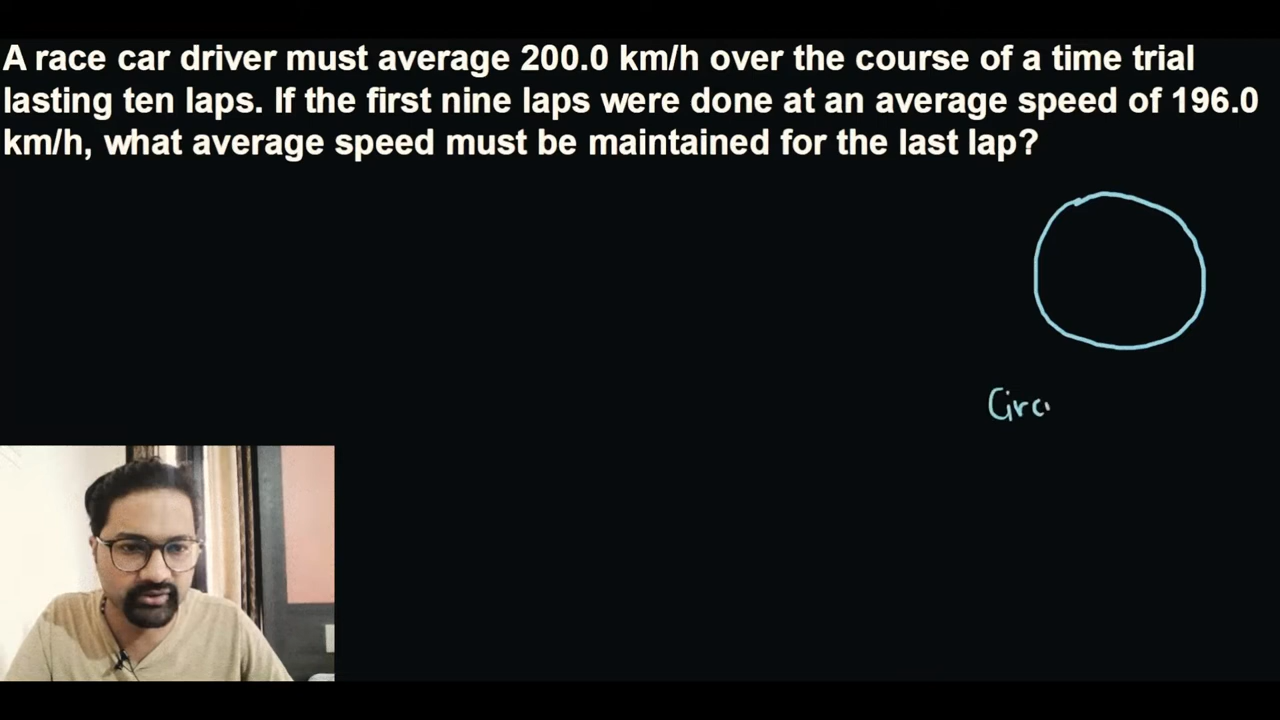 A race car driver must average 200.0 km/h over the course of a time trial
lasting ten laps. If the first nine laps were done at an average speed of 196.0
km/h, what average speed must be maintained for the last lap?
Circ